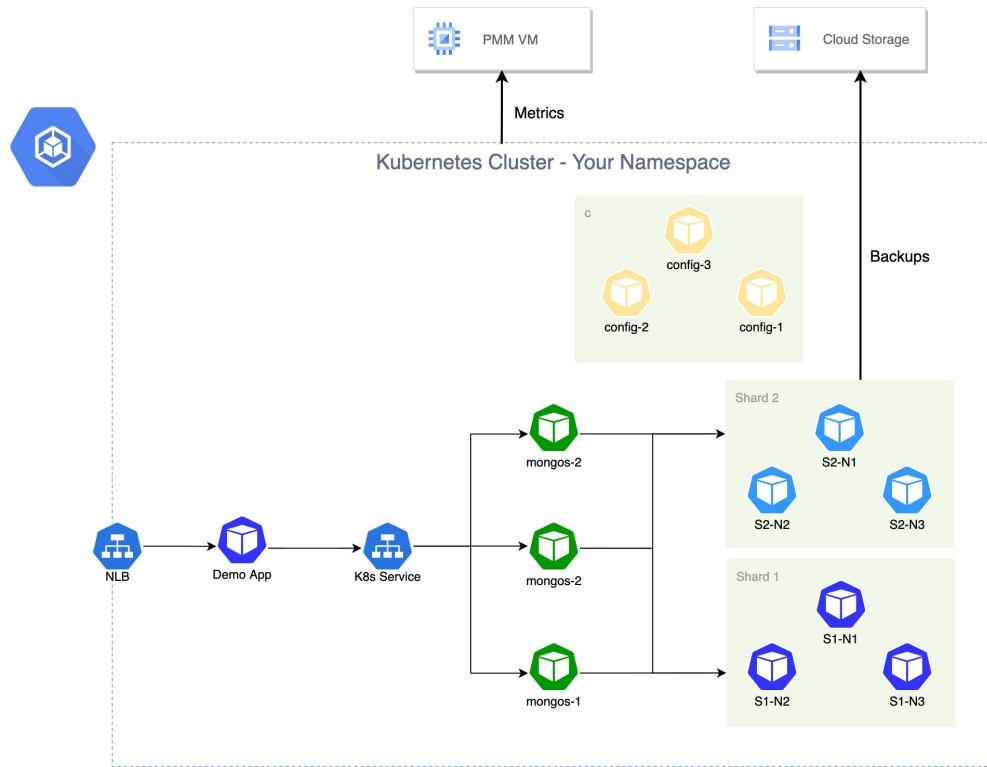 PMM VM
Cloud Storage
Metrics
Kubernetes Cluster - Your Namespace
c
config-3
Backups
config-2
config-1
Shard 2
mongos-2
S2-N1
S2-N2
S2-N3
NLB
Demo App
K8s Service
mongos-2
Shard 1
S1-N1
mongos-1
S1-N2
S1-N3